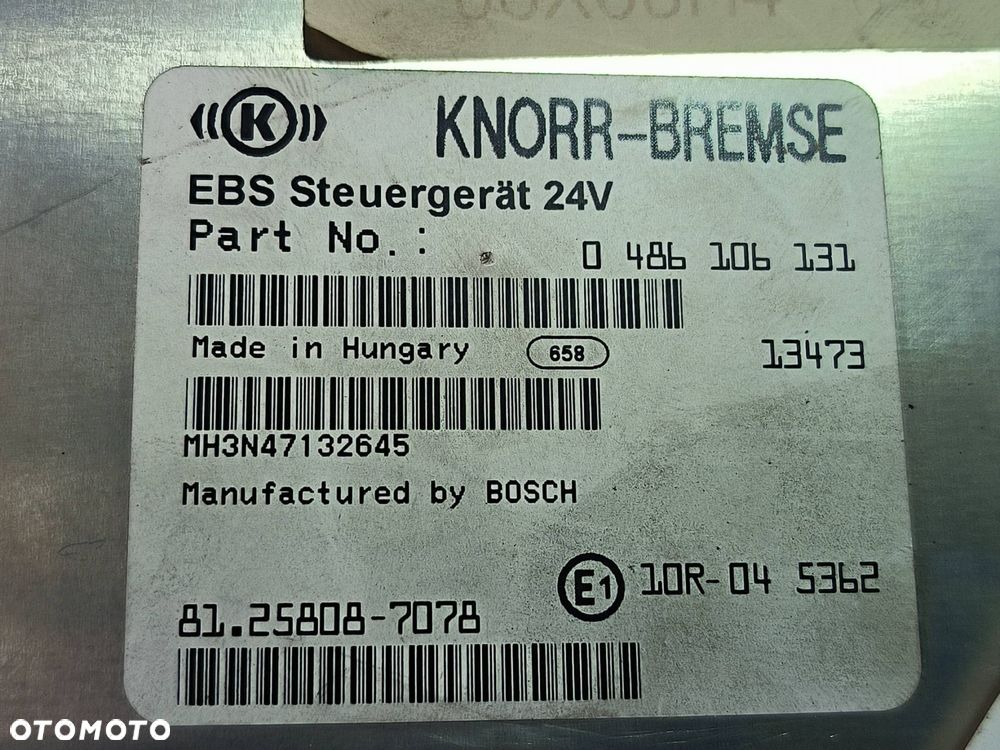 K KNORR-BREMSE
EBS Steuergerät 24V
Part No.: 0 486 106 131
Made in Hungary 658 13473
MH3N47132645
Manufactured by BOSCH
E1 10R-04 5362
81.25808-7078
OTOMOTO